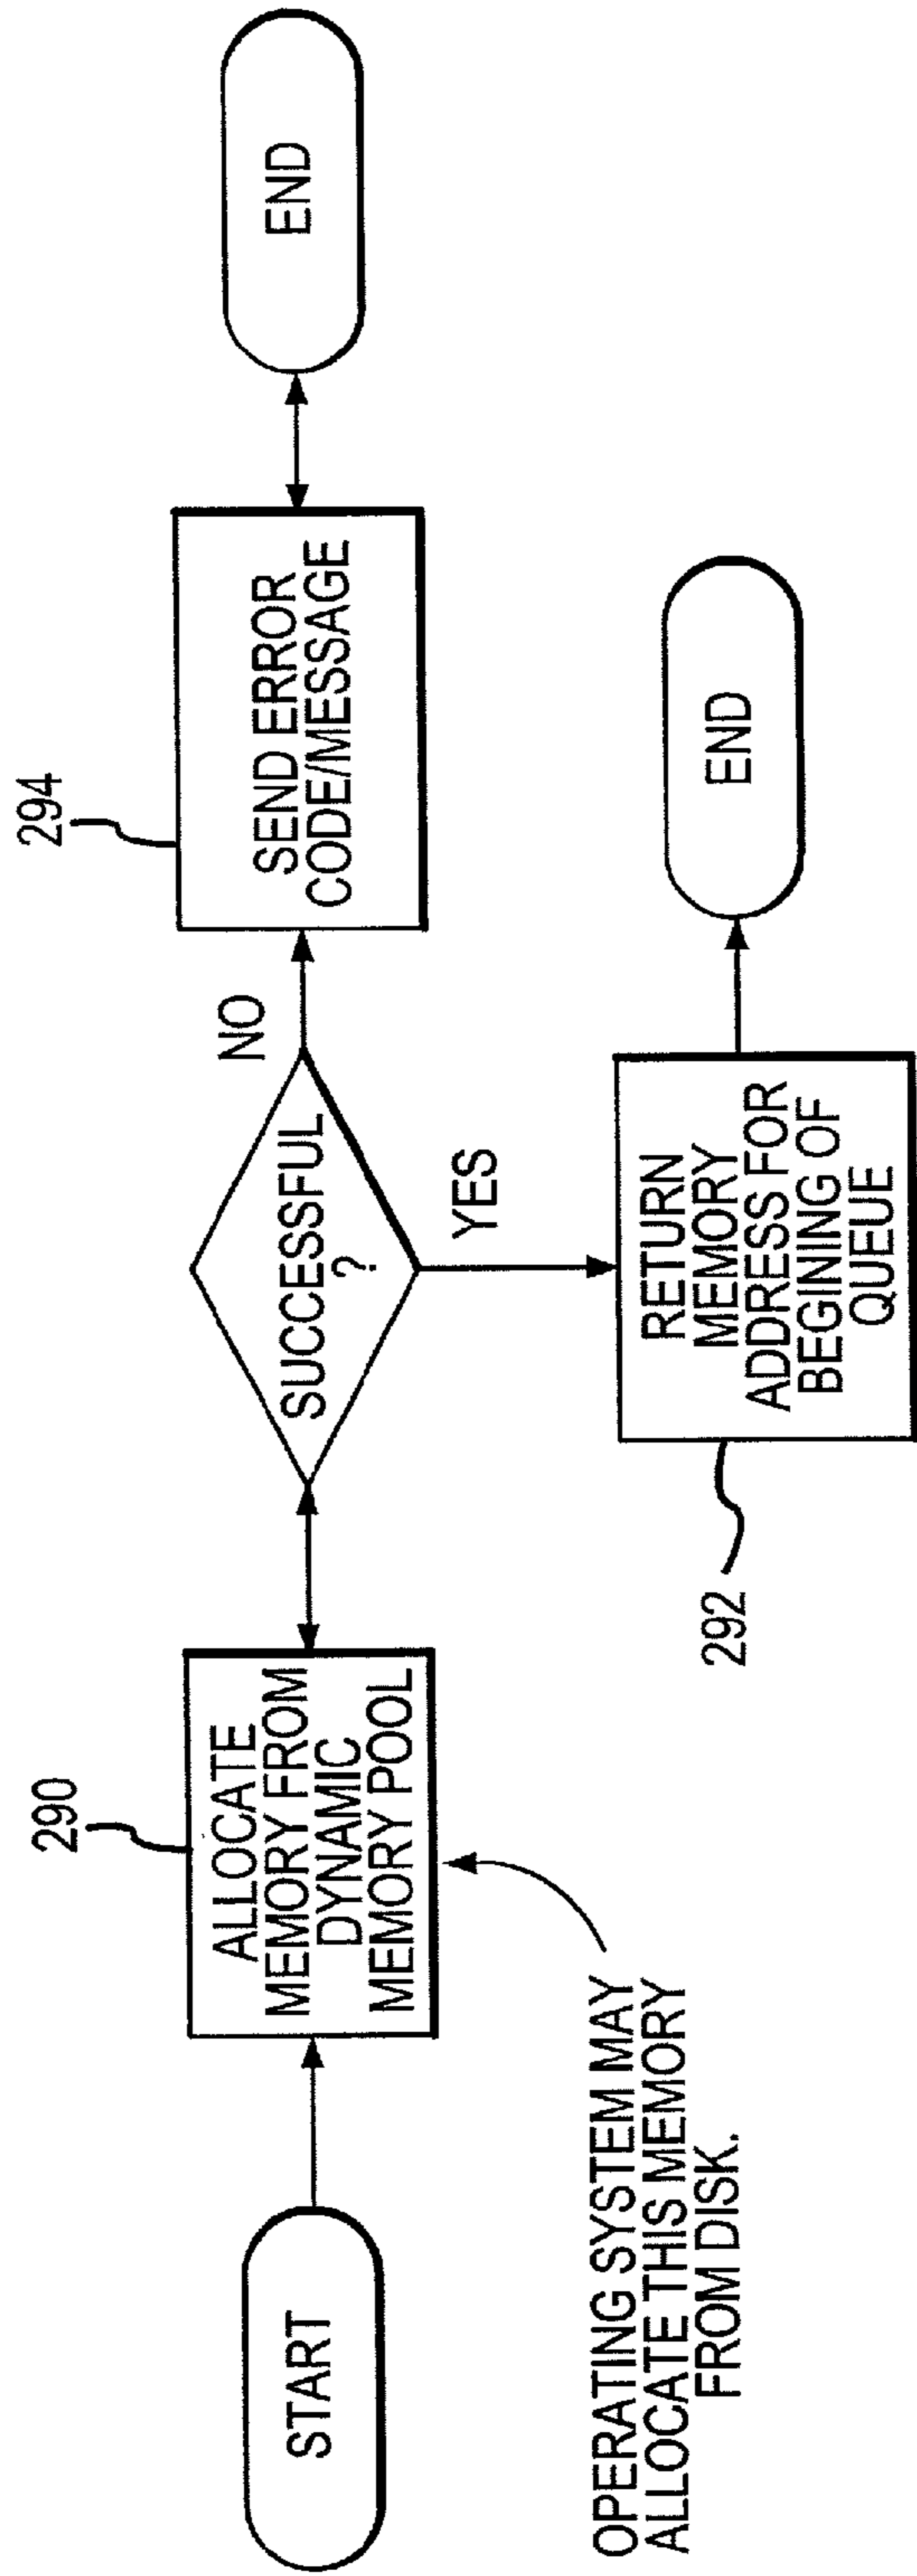 START
290
ALLOCATE
MEMORY FROM
DYNAMIC
MEMORY POOL
OPERATING SYSTEM MAY
ALLOCATE THIS MEMORY
FROM DISK.
SUCCESSFUL
?
NO
294
SEND ERROR
CODE/MESSAGE
END
YES
292
RETURN
MEMORY
ADDRESS FOR
BEGINING OF
QUEUE
END